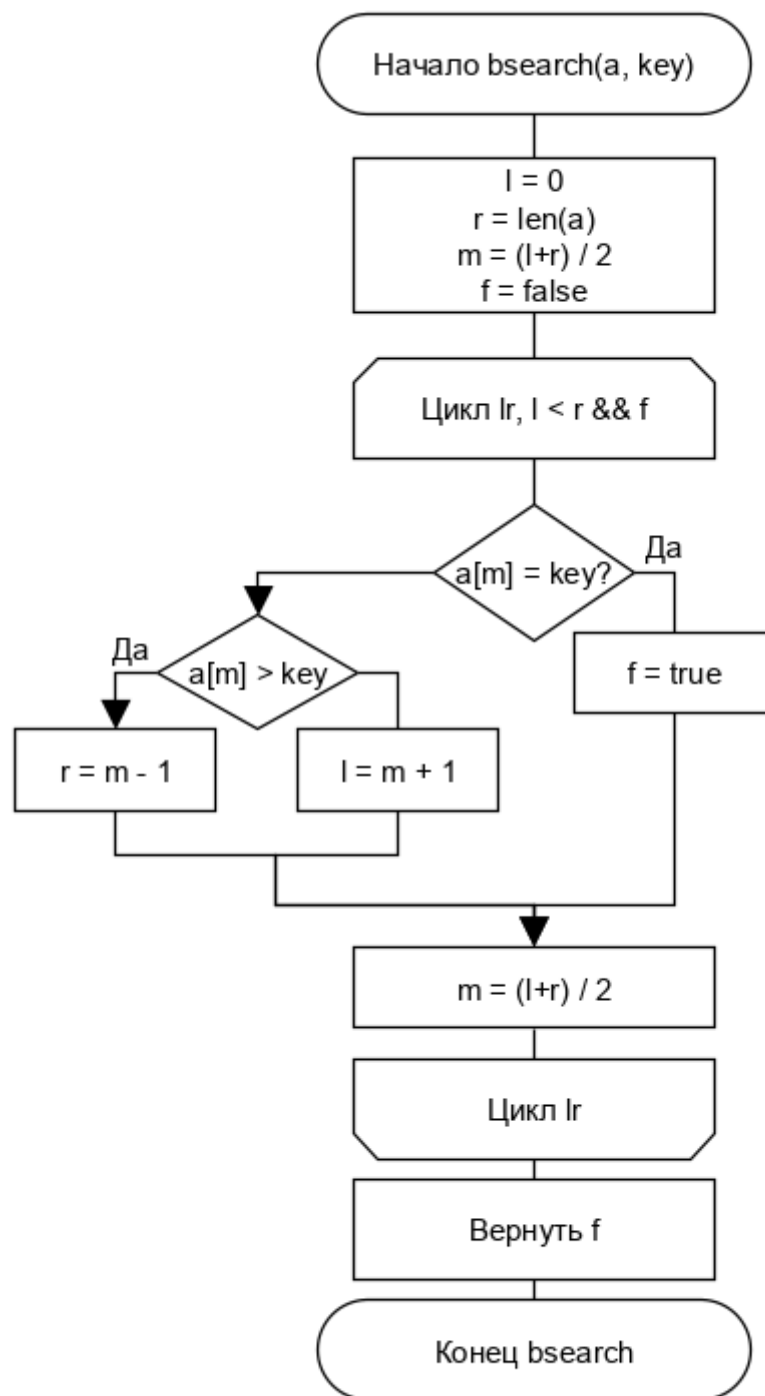 Начало bsearch(a, key)
l = 0
r = len(a)
m = (l+r) / 2
f = false
Цикл lr, l < r && f
a[m] = key?
Да
f = true
a[m] > key
Да
r = m - 1
l = m + 1
m = (l+r) / 2
Цикл lr
Вернуть f
Конец bsearch